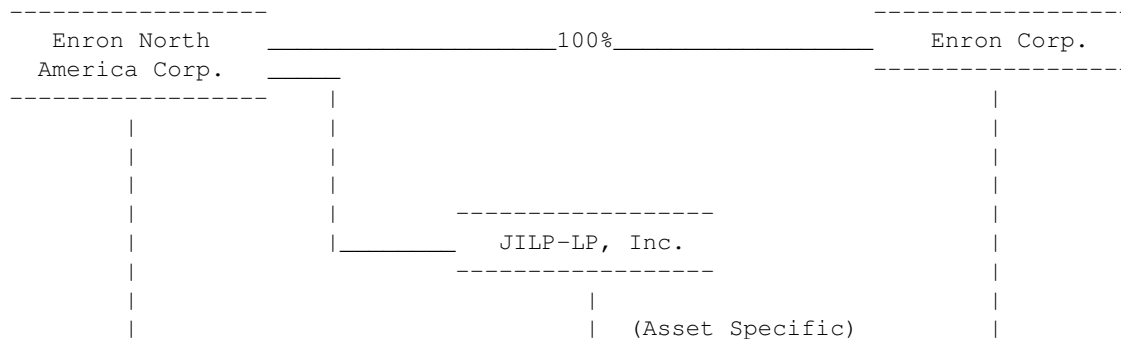 Enron North 100% Enron Corp.
America Corp.
JILP-LP, Inc.
(Asset Specific)